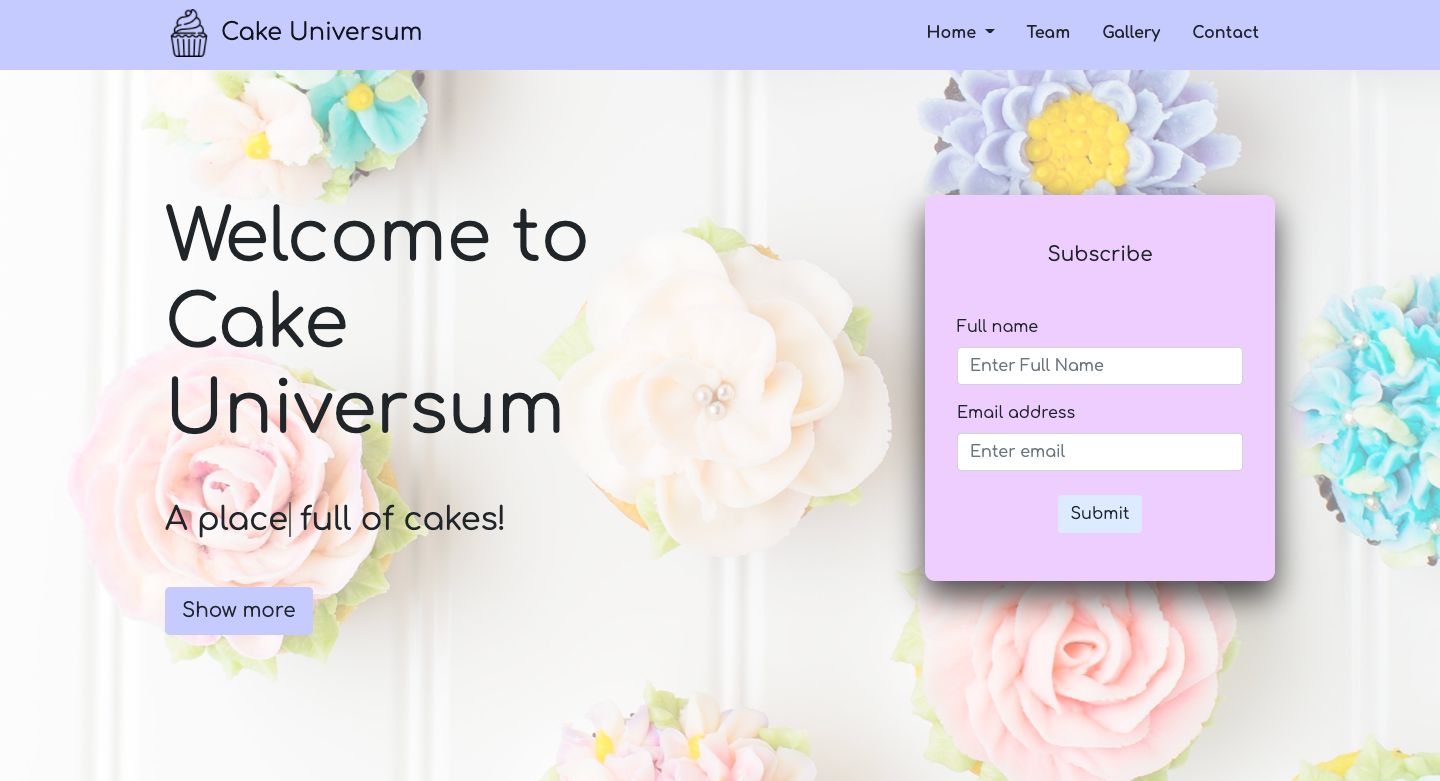 Cake Universum
Home Team Gallery Contact
Welcome to
Cake
Universum
A place| full of cakes!
Show more
Subscribe
Full name
Enter Full Name
Email address
Enter email
Submit